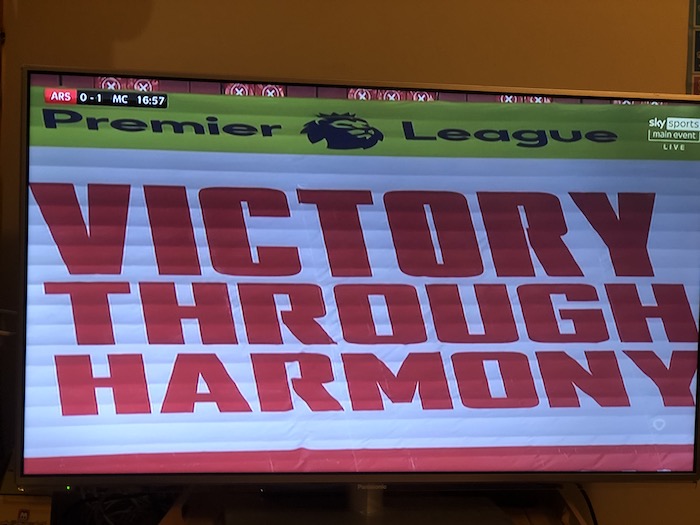 ARS 0-1 MC 16:57
Premier League
sky sports
main event
LIVE
VICTORY
THROUGH
HARMONY